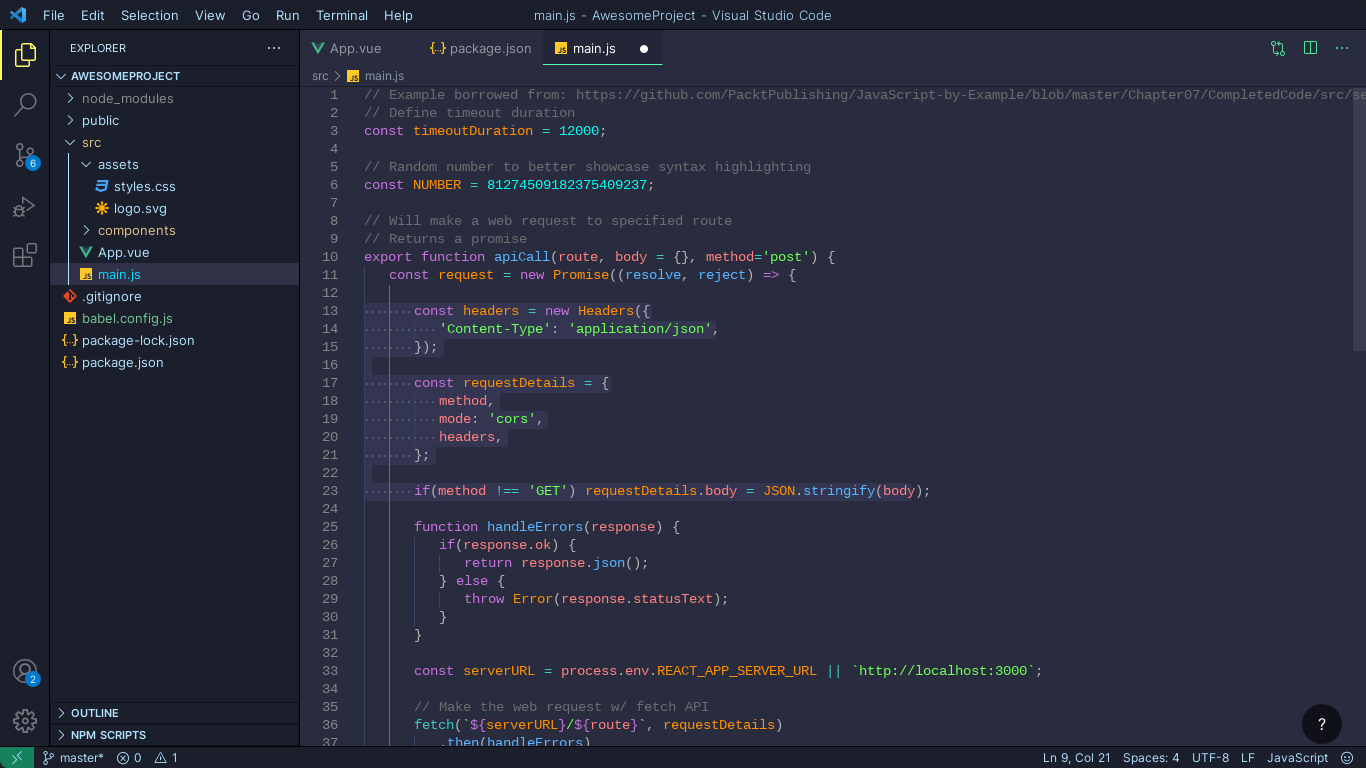 File Edit Selection View Go Run Terminal Help
main.js - AwesomeProject - Visual Studio Code
EXPLORER
AWESOMEPROJECT
node_modules
public
src
assets
styles.css
logo.svg
components
App.vue
main.js
.gitignore
babel.config.js
package-lock.json
package.json
OUTLINE
NPM SCRIPTS
6
2
App.vue package.json main.js
src main.js
1 // Example borrowed from: https://github.com/PacktPublishing/JavaScript-by-Example/blob/master/Chapter07/CompletedCode/src/se
2 // Define timeout duration
3 const timeoutDuration = 12000;
4
5 // Random number to better showcase syntax highlighting
6 const NUMBER = 81274509182375409237;
7
8 // Will make a web request to specified route
9 // Returns a promise
10 export function apiCall(route, body = {}, method='post') {
11 const request = new Promise((resolve, reject) => {
12
13 const headers = new Headers({
14 'Content-Type': 'application/json',
15 });
16
17 const requestDetails = {
18 method,
19 mode: 'cors',
20 headers,
21 };
22
23 if(method !== 'GET') requestDetails.body = JSON.stringify(body);
24
25 function handleErrors(response) {
26 if(response.ok) {
27 return response.json();
28 } else {
29 throw Error(response.statusText);
30 }
31 }
32
33 const serverURL = process.env.REACT_APP_SERVER_URL || `http://localhost:3000`;
34
35 // Make the web request w/ fetch API
36 fetch(`${serverURL}/${route}`, requestDetails)
37 .then(handleErrors)
?
master* 0 1
Ln 9, Col 21 Spaces: 4 UTF-8 LF JavaScript